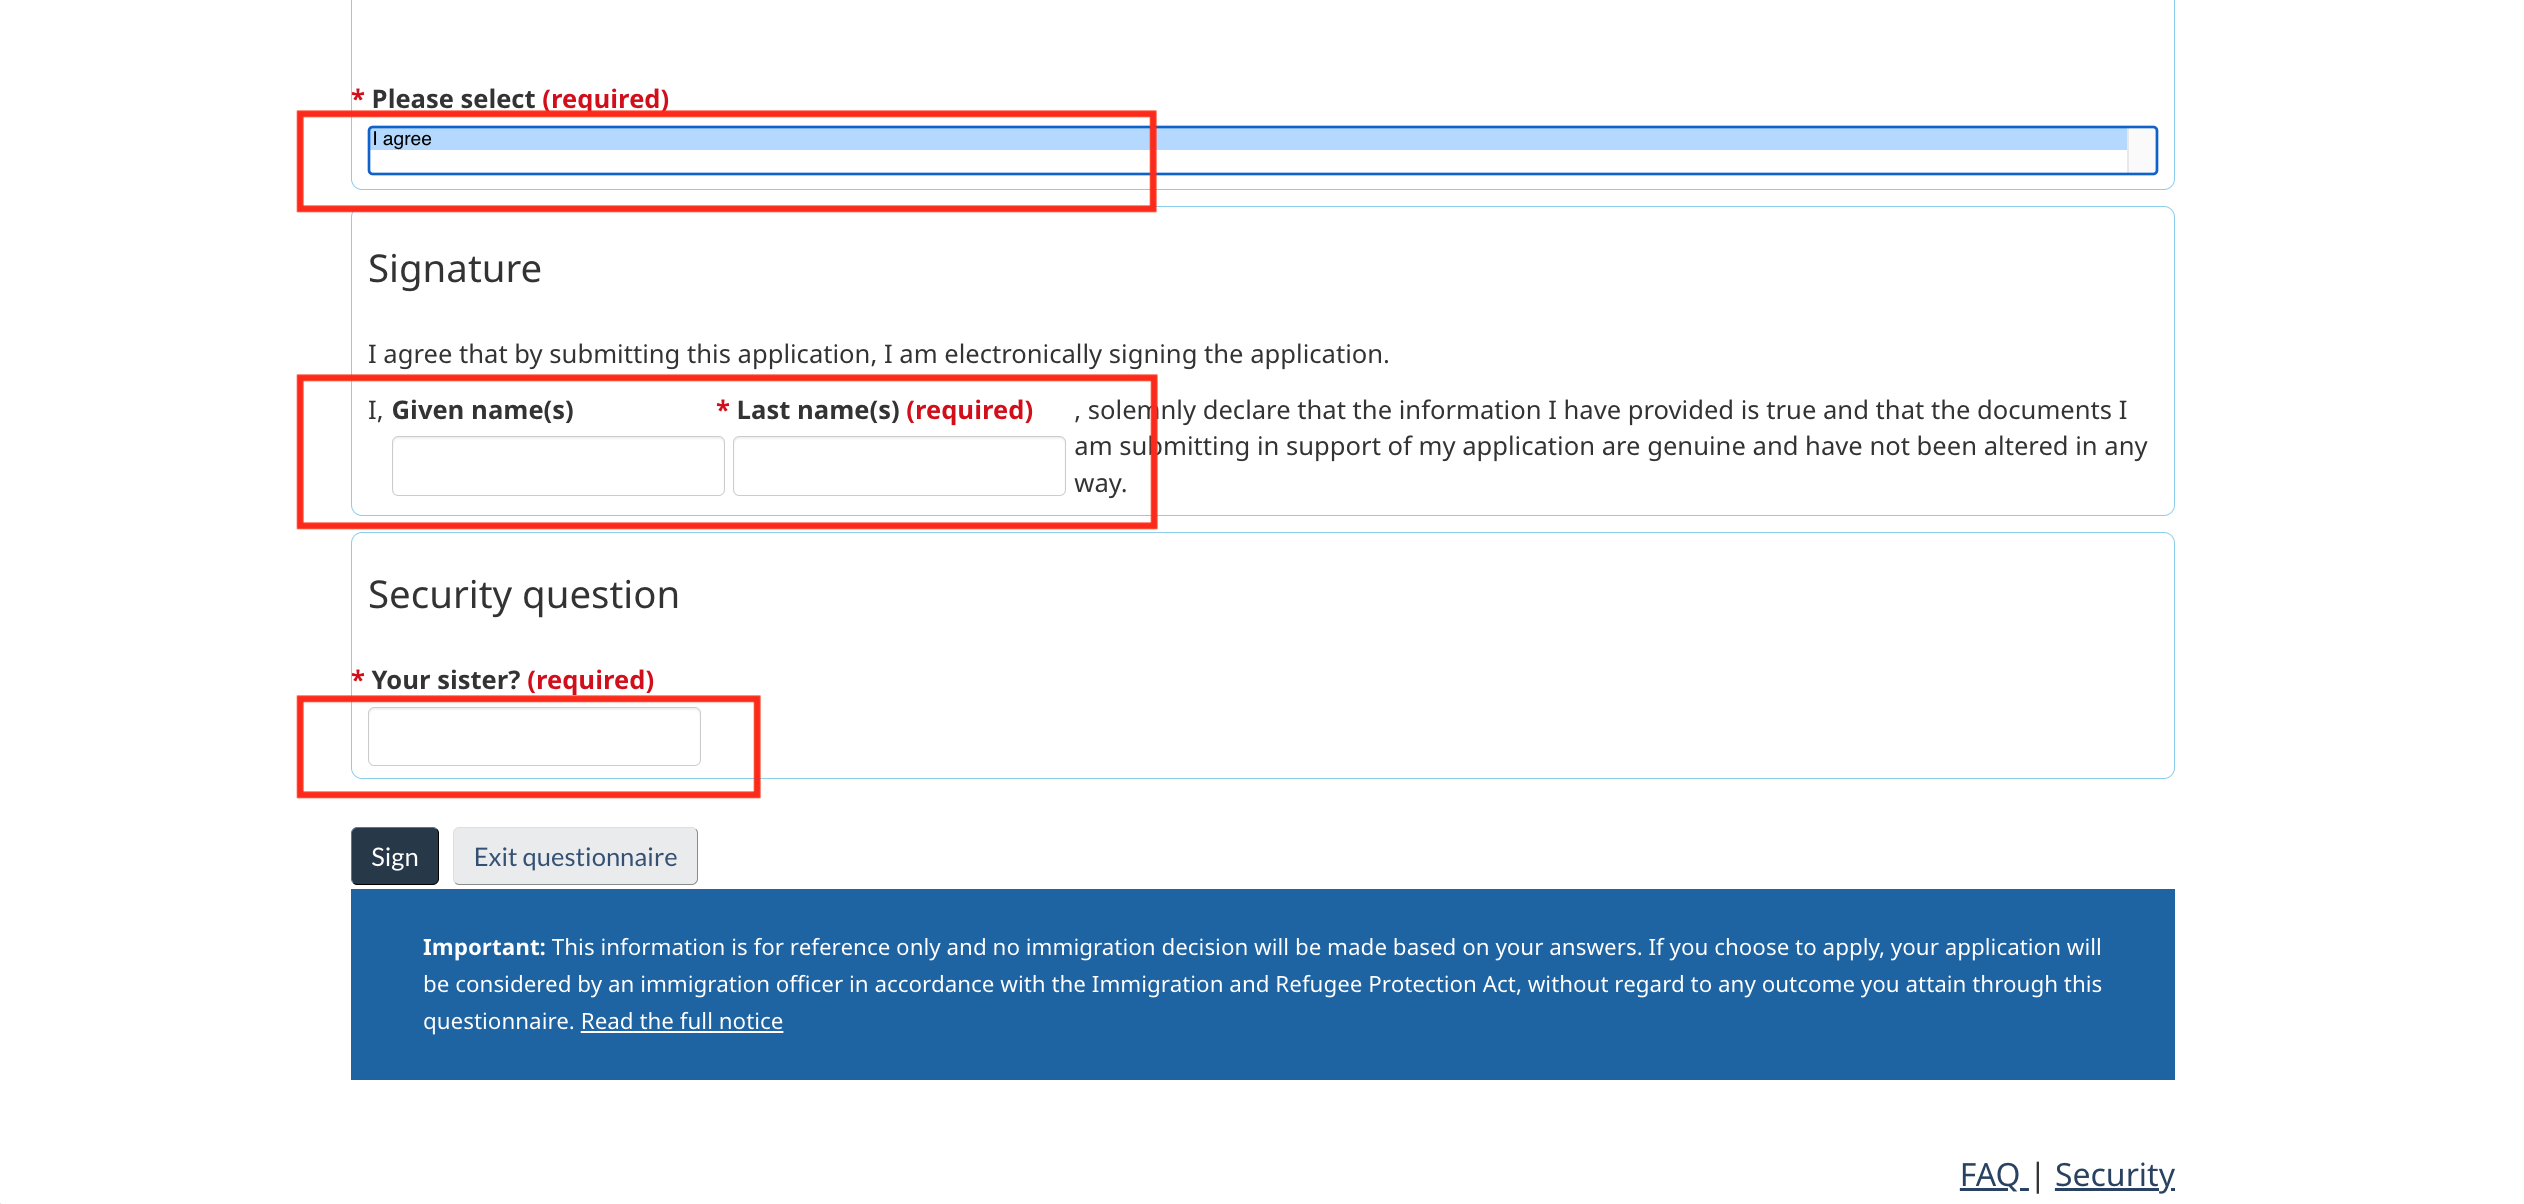 * Please select (required)
I agree
Signature
I agree that by submitting this application, I am electronically signing the application.
I, Given name(s) * Last name(s) (required) , solemnly declare that the information I have provided is true and that the documents I
am submitting in support of my application are genuine and have not been altered in any
way.
Security question
* Your sister? (required)
Sign Exit questionnaire
Important: This information is for reference only and no immigration decision will be made based on your answers. If you choose to apply, your application will
be considered by an immigration officer in accordance with the Immigration and Refugee Protection Act, without regard to any outcome you attain through this
questionnaire. Read the full notice
FAQ | Security